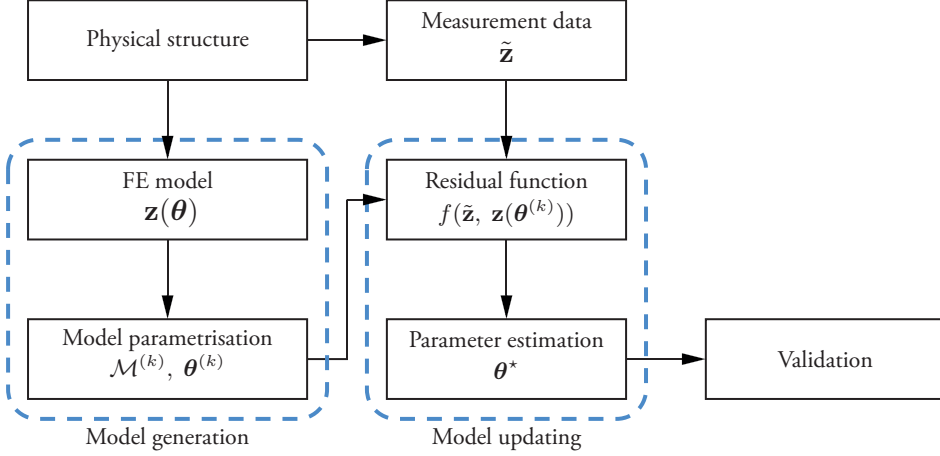 Physical structure
Measurement data
z̃
FE model
z(θ)
Residual function
f(z̃, z(θ⁽ᵏ⁾))
Model parametrisation
ℳ⁽ᵏ⁾, θ⁽ᵏ⁾
Parameter estimation
θ⋆
Validation
Model generation
Model updating